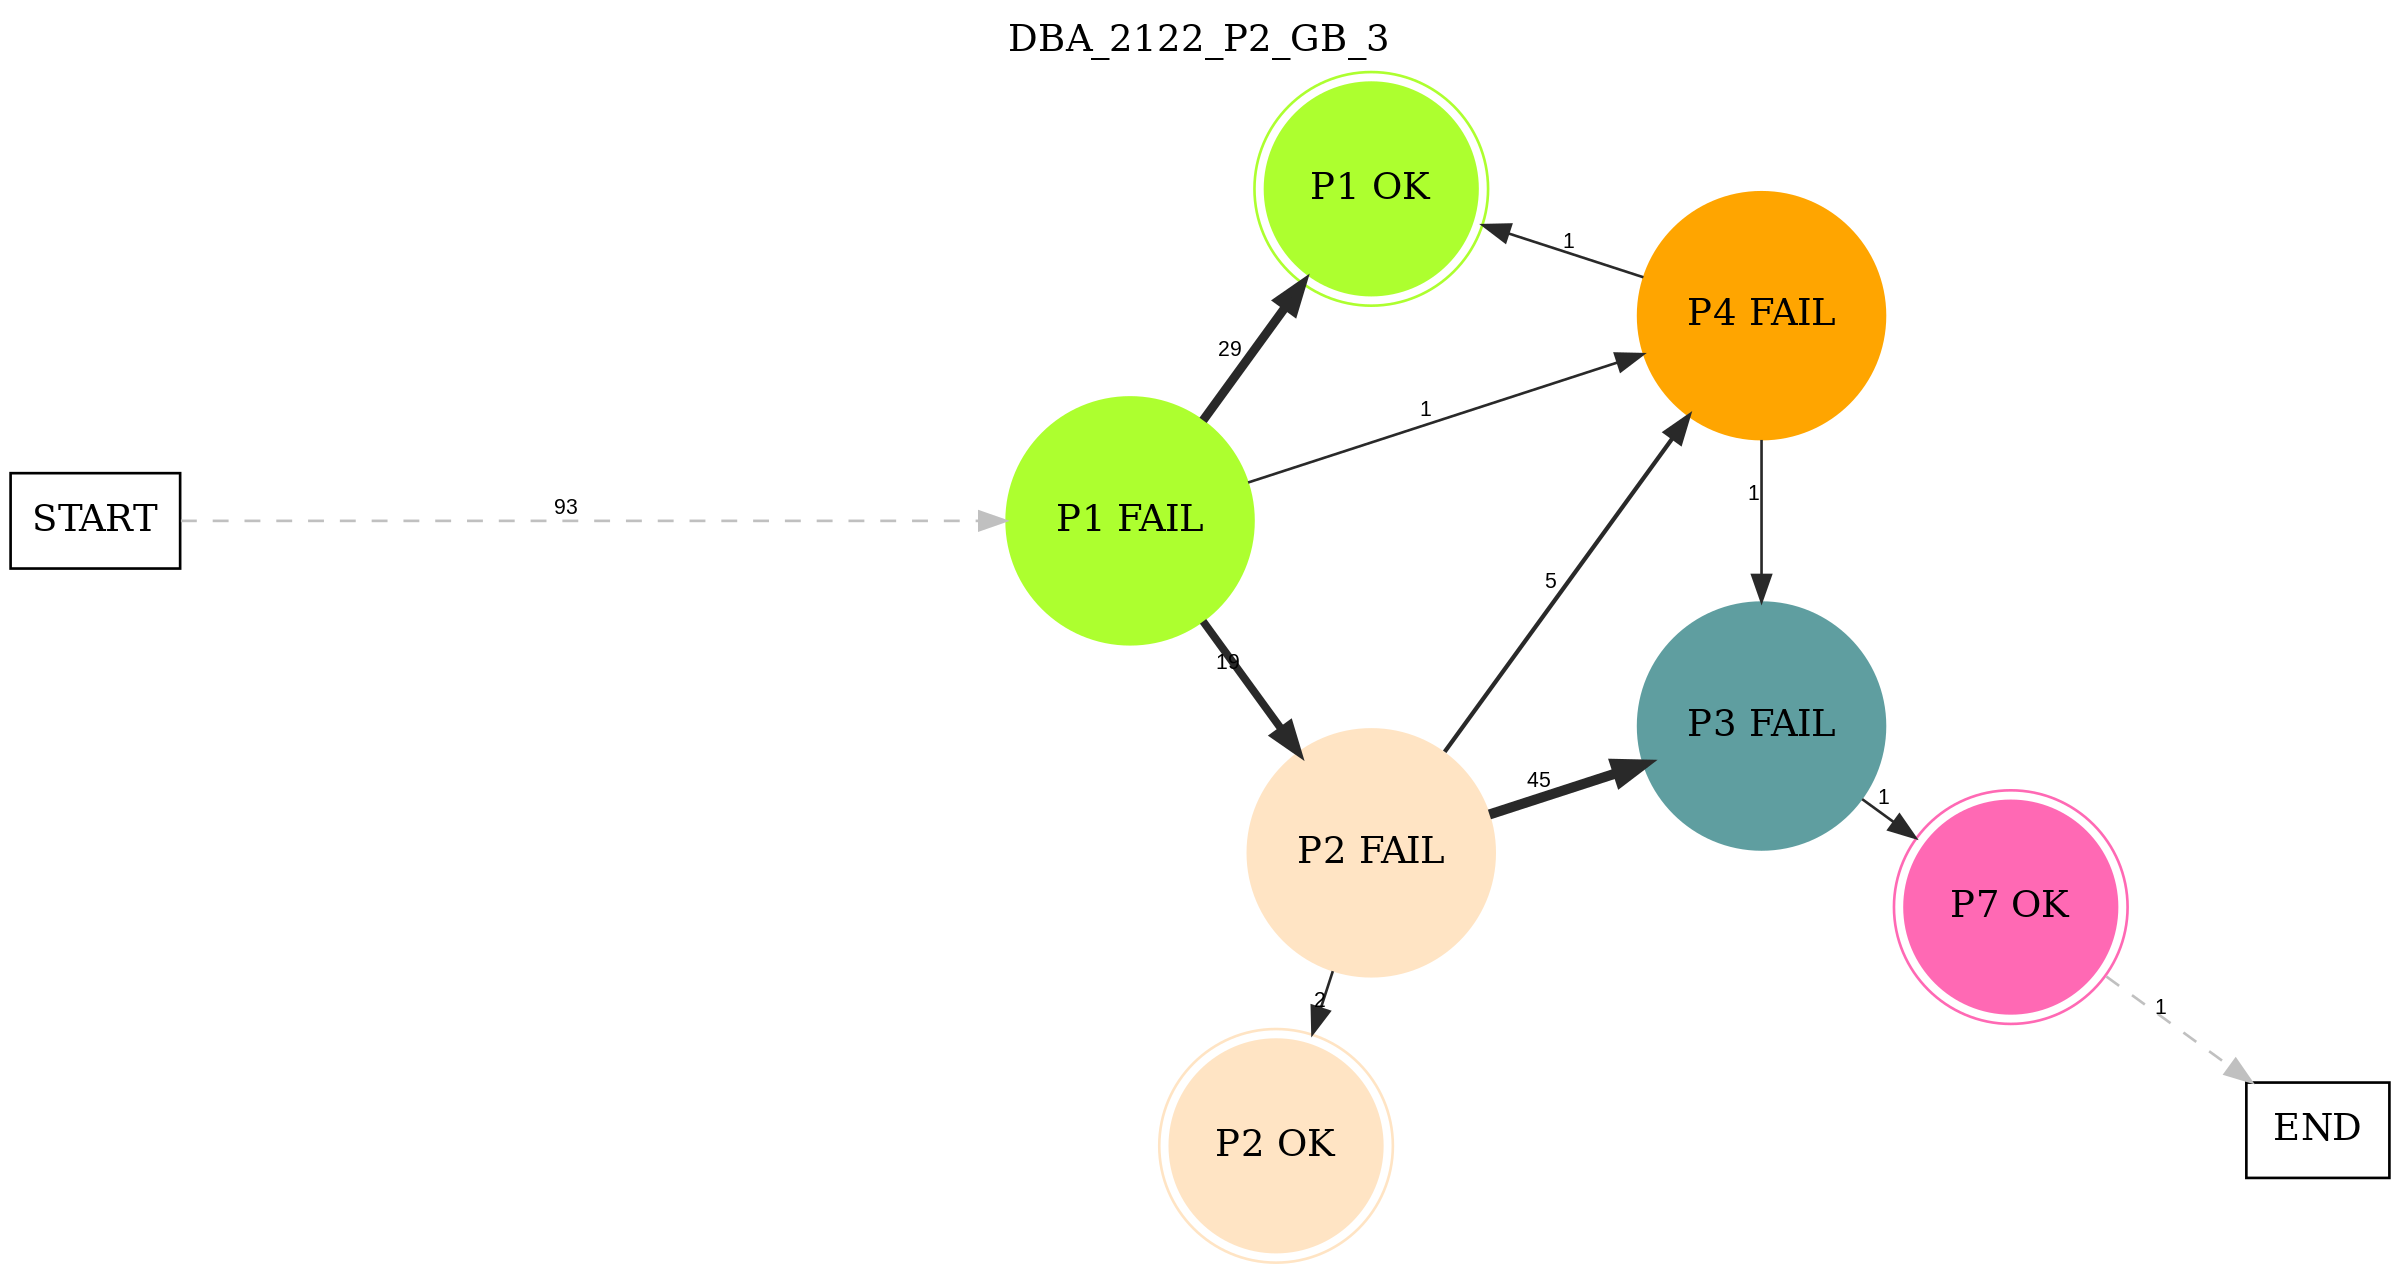 DBA_2122_P2_GB_3
P1 OK
1
P4 FAIL
29
1
START
93
P1 FAIL
1
5
19
P3 FAIL
45
1
P2 FAIL
P7 OK
2
1
END
P2 OK